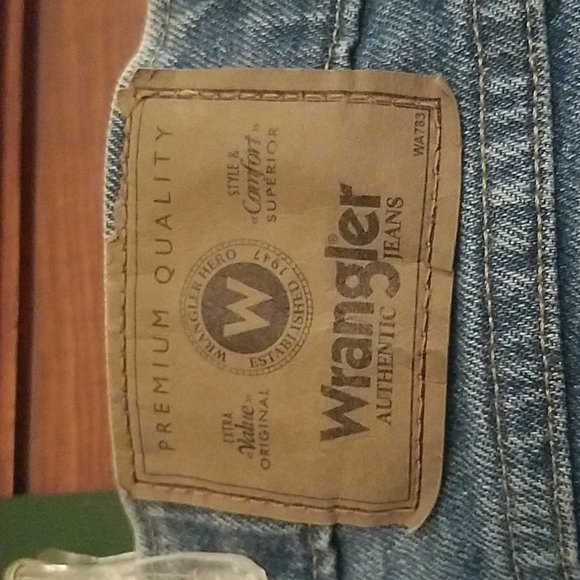 PREMIUM QUALITY
EXTRA
Value»
ORIGINAL
WRANGLER HERO
W
ESTABLISHED 1947
STYLE &
«Comfort»
SUPERIOR
Wrangler®
AUTHENTIC JEANS
WA783